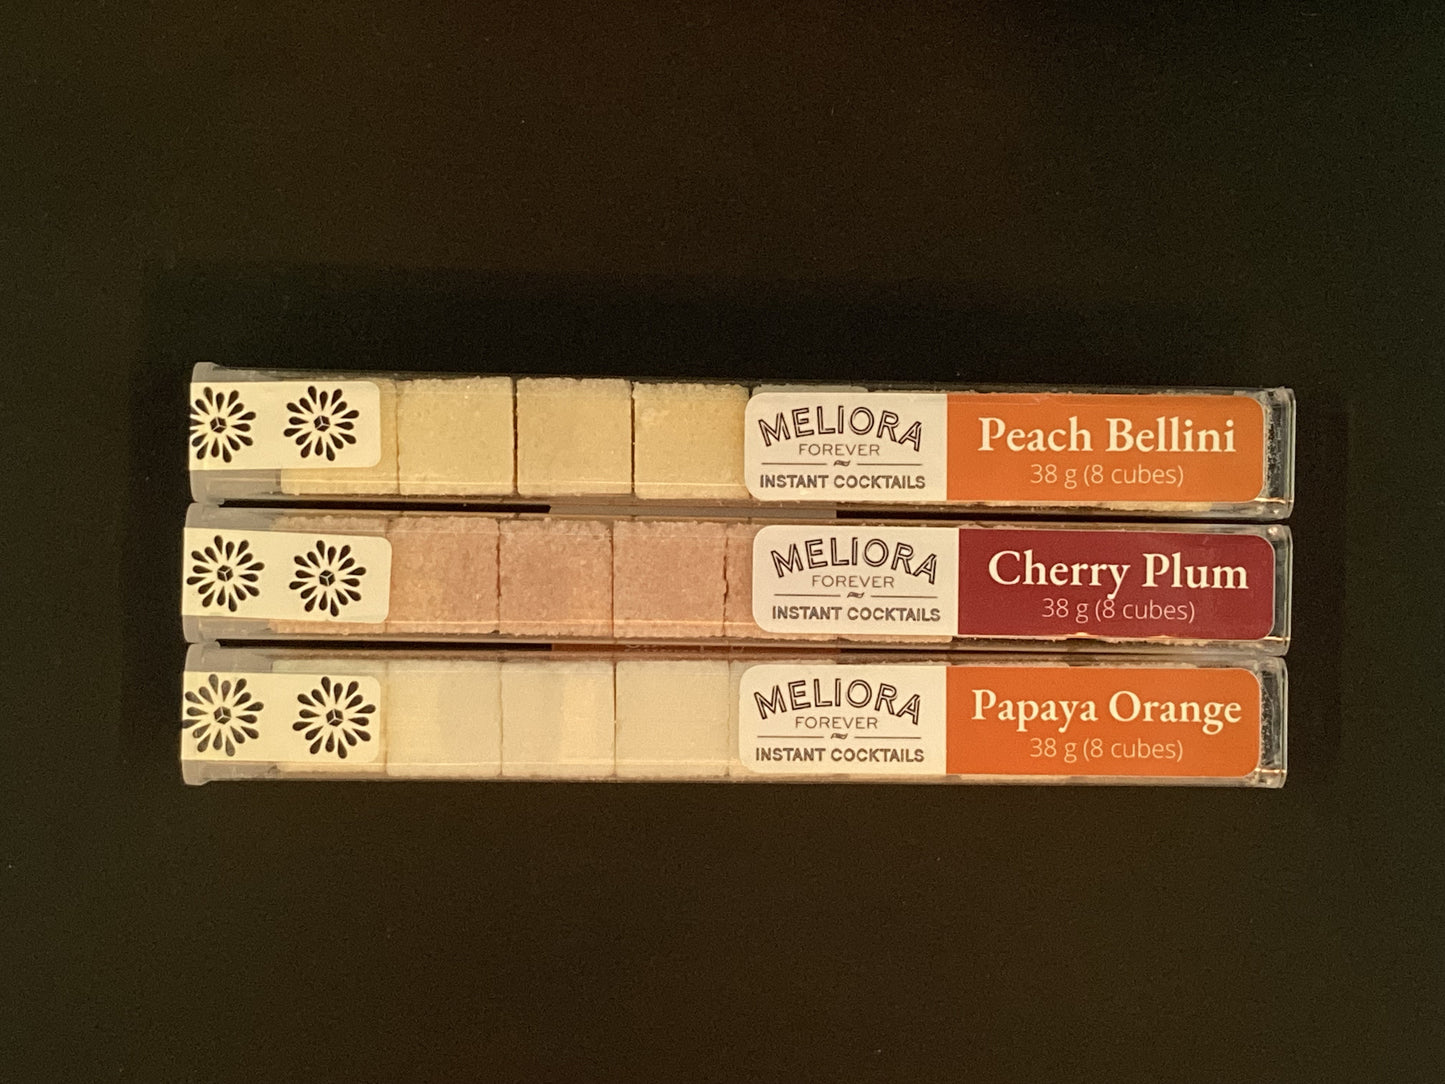 MELIORA
FOREVER
INSTANT COCKTAILS
Peach Bellini
38 g (8 cubes)
MELIORA
FOREVER
INSTANT COCKTAILS
Cherry Plum
38 g (8 cubes)
MELIORA
FOREVER
INSTANT COCKTAILS
Papaya Orange
38 g (8 cubes)